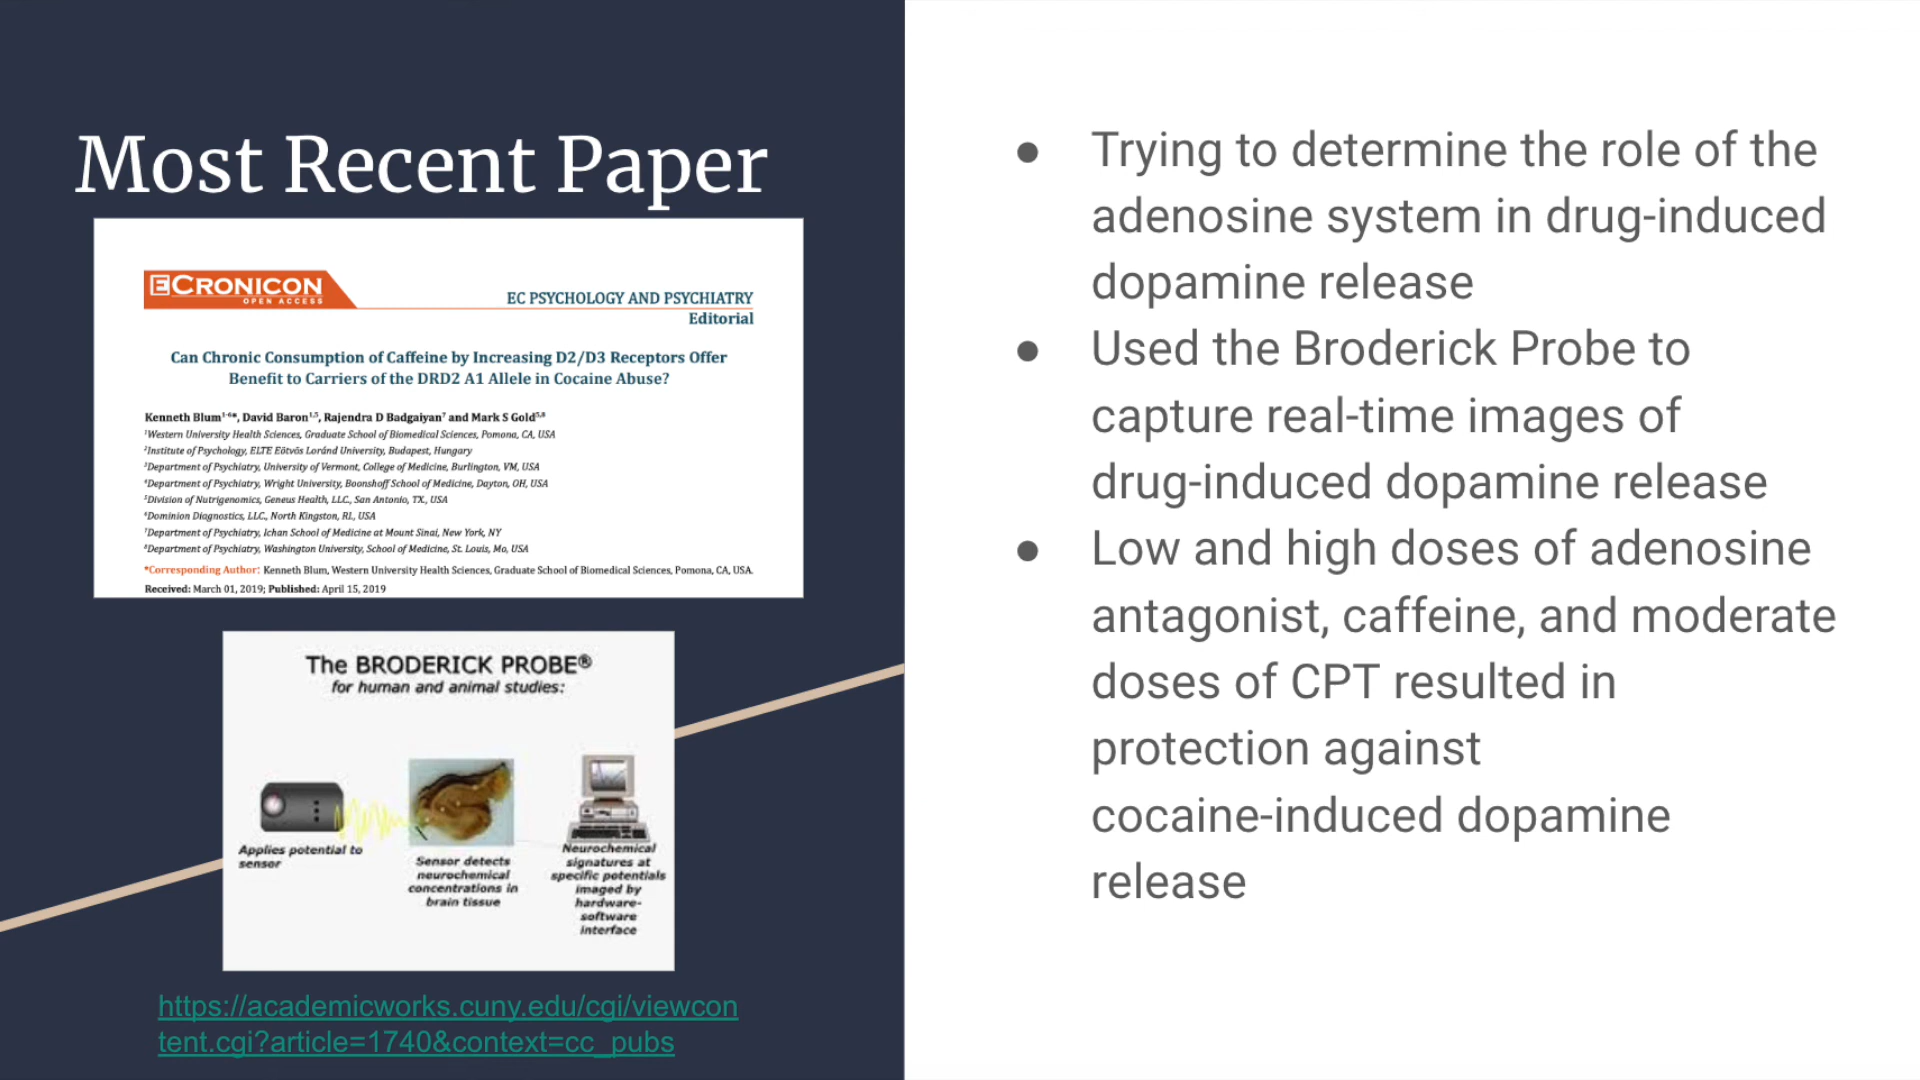 Most Recent Paper
ECRONICON
OPEN ACCESS
EC PSYCHOLOGY AND PSYCHIATRY
Editorial
Can Chronic Consumption of Caffeine by Increasing D2/D3 Receptors Offer
Benefit to Carriers of the DRD2 A1 Allele in Cocaine Abuse?
Kenneth Blum1-6*, David Baron1,5, Rajendra D Badgaiyan7 and Mark S Gold5,8
1Western University Health Sciences, Graduate School of Biomedical Sciences, Pomona, CA, USA
2Institute of Psychology, ELTE Eötvös Loránd University, Budapest, Hungary
3Department of Psychiatry, University of Vermont, College of Medicine, Burlington, VM, USA
4Department of Psychiatry, Wright University, Boonshoff School of Medicine, Dayton, OH, USA
5Division of Nutrigenomics, Geneus Health, LLC., San Antonio, TX., USA
6Dominion Diagnostics, LLC., North Kingston, RI., USA
7Department of Psychiatry, Ichan School of Medicine at Mount Sinai, New York, NY
8Department of Psychiatry, Washington University, School of Medicine, St. Louis, Mo, USA
*Corresponding Author: Kenneth Blum, Western University Health Sciences, Graduate School of Biomedical Sciences, Pomona, CA, USA.
Received: March 01, 2019; Published: April 15, 2019
The BRODERICK PROBE®
for human and animal studies:
Applies potential to
sensor
Sensor detects
neurochemical
concentrations in
brain tissue
Neurochemical
signatures at
specific potentials
imaged by
hardware-
software
interface
https://academicworks.cuny.edu/cgi/viewcon
tent.cgi?article=1740&context=cc_pubs
● Trying to determine the role of the
adenosine system in drug-induced
dopamine release
● Used the Broderick Probe to
capture real-time images of
drug-induced dopamine release
● Low and high doses of adenosine
antagonist, caffeine, and moderate
doses of CPT resulted in
protection against
cocaine-induced dopamine
release